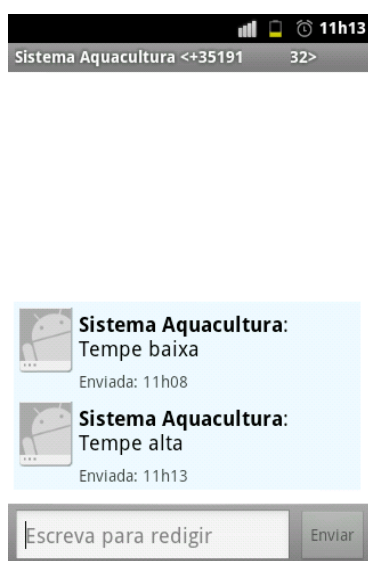 11h13
Sistema Aquacultura <+35191 32>
Sistema Aquacultura:
Tempe baixa
Enviada: 11h08
Sistema Aquacultura:
Tempe alta
Enviada: 11h13
Escreva para redigir
Enviar